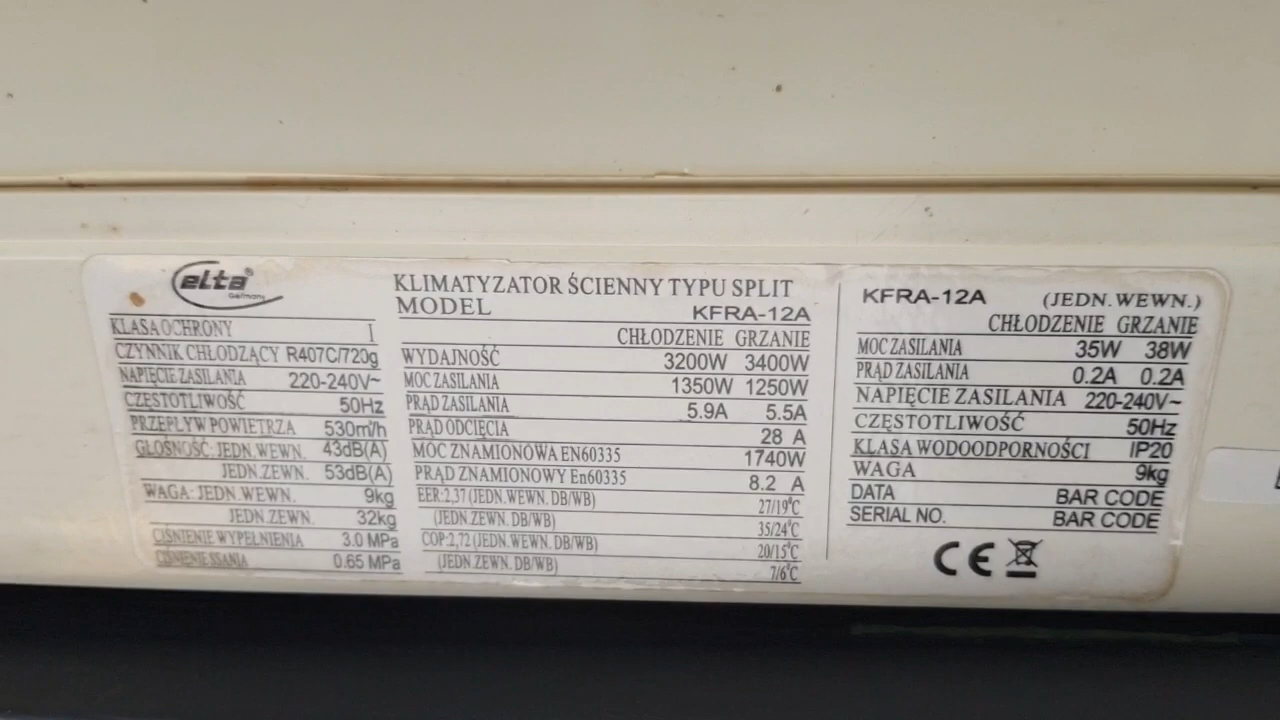 elta®
Germany
KLASA OCHRONY I
CZYNNIK CHŁODZĄCY R407C/720g
NAPIĘCIE ZASILANIA 220-240V~
CZĘSTOTLIWOŚĆ 50Hz
PRZEPŁYW POWIETRZA 530m³/h
GŁOŚNOŚĆ: JEDN. WEWN. 43dB(A)
JEDN.ZEWN. 53dB(A)
WAGA: JEDN.WEWN. 9kg
JEDN.ZEWN. 32kg
CIŚNIENIE WYPEŁNIENIA 3.0 MPa
CIŚNIENIE SSANIA 0.65 MPa
KLIMATYZATOR ŚCIENNY TYPU SPLIT
MODEL KFRA-12A
CHŁODZENIE GRZANIE
WYDAJNOŚĆ 3200W 3400W
MOC ZASILANIA 1350W 1250W
PRĄD ZASILANIA 5.9A 5.5A
PRĄD ODCIĘCIA 28 A
MOC ZNAMIONOWA EN60335 1740W
PRĄD ZNAMIONOWY En60335 8.2 A
EER:2,37 (JEDN. WEWN. DB/WB) 27/19°C
(JEDN.ZEWN. DB/WB) 35/24°C
COP:2,72 (JEDN. WEWN. DB/WB) 20/15°C
(JEDN.ZEWN. DB/WB) 7/6°C
KFRA-12A (JEDN.WEWN.)
CHŁODZENIE GRZANIE
MOC ZASILANIA 35W 38W
PRĄD ZASILANIA 0.2A 0.2A
NAPIĘCIE ZASILANIA 220-240V~
CZĘSTOTLIWOŚĆ 50Hz
KLASA WODOODPORNOŚCI IP20
WAGA 9kg
DATA BAR CODE
SERIAL NO. BAR CODE
CE